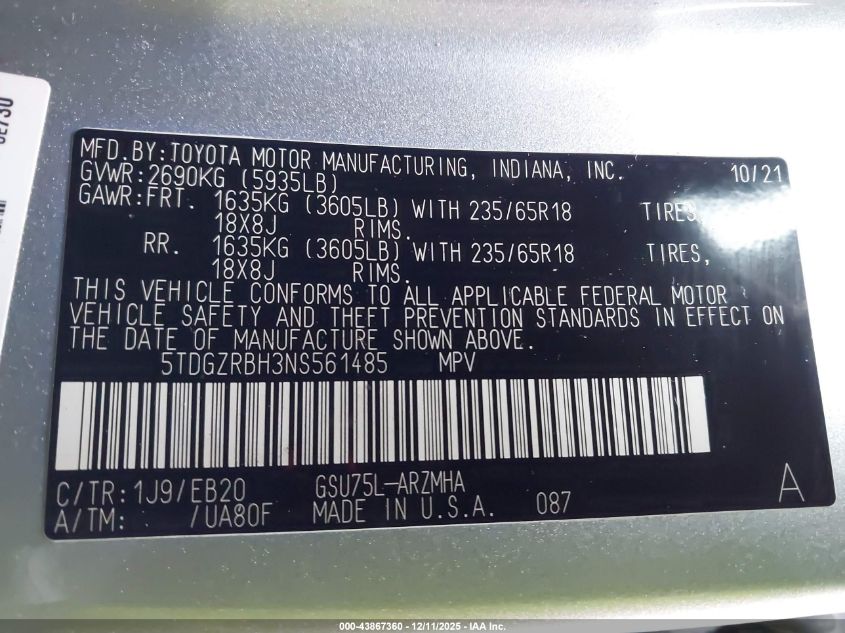 MFD.BY:TOYOTA MOTOR MANUFACTURING, INDIANA, INC. 10/21
GVWR:2690KG (5935LB)
GAWR:FRT. 1635KG (3605LB) WITH 235/65R18 TIRES,
18X8J RIMS.
RR. 1635KG (3605LB) WITH 235/65R18 TIRES,
18X8J RIMS.
THIS VEHICLE CONFORMS TO ALL APPLICABLE FEDERAL MOTOR
VEHICLE SAFETY AND THEFT PREVENTION STANDARDS IN EFFECT ON
THE DATE OF MANUFACTURE SHOWN ABOVE.
5TDGZRBH3NS561485 MPV
C/TR:1J9/EB20 GSU75L-ARZMHA A
A/TM: /UA80F MADE IN U.S.A. 087
000-43867360 - 12/11/2025 - IAA Inc.